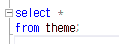 select *
from theme;